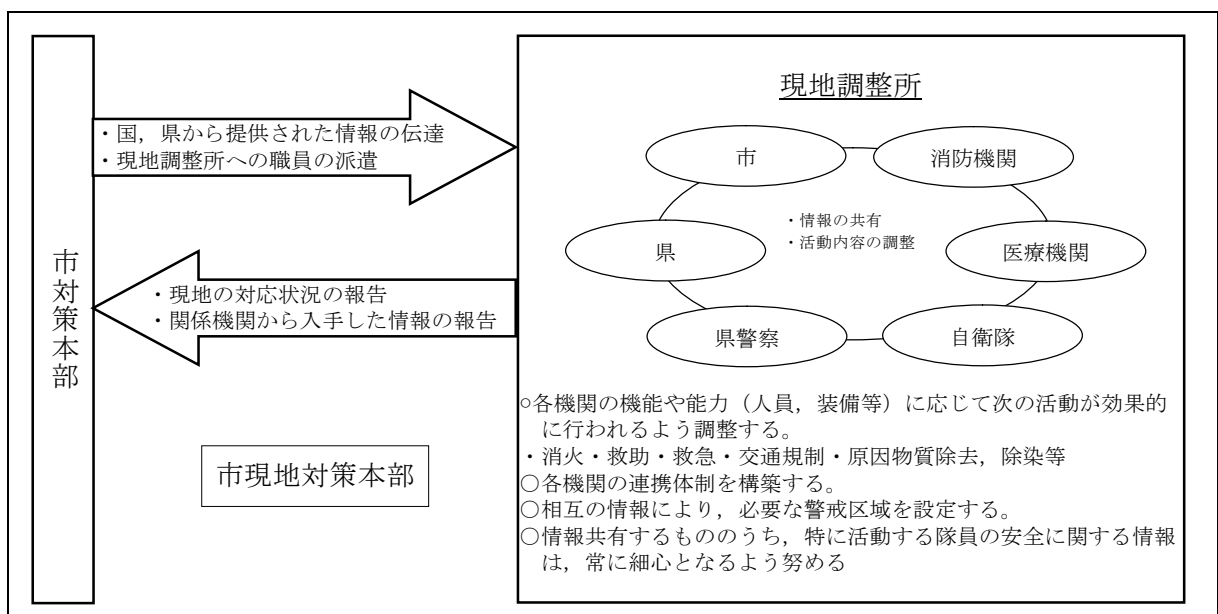 市対策本部
・国，県から提供された情報の伝達
・現地調整所への職員の派遣
・現地の対応状況の報告
・関係機関から入手した情報の報告
市現地対策本部
現地調整所
市
消防機関
県
・情報の共有
・活動内容の調整
医療機関
県警察
自衛隊
○各機関の機能や能力（人員，装備等）に応じて次の活動が効果的
に行われるよう調整する。
・消火・救助・救急・交通規制・原因物質除去，除染等
○各機関の連携体制を構築する。
○相互の情報により，必要な警戒区域を設定する。
○情報共有するもののうち，特に活動する隊員の安全に関する情報
は，常に細心となるよう努める